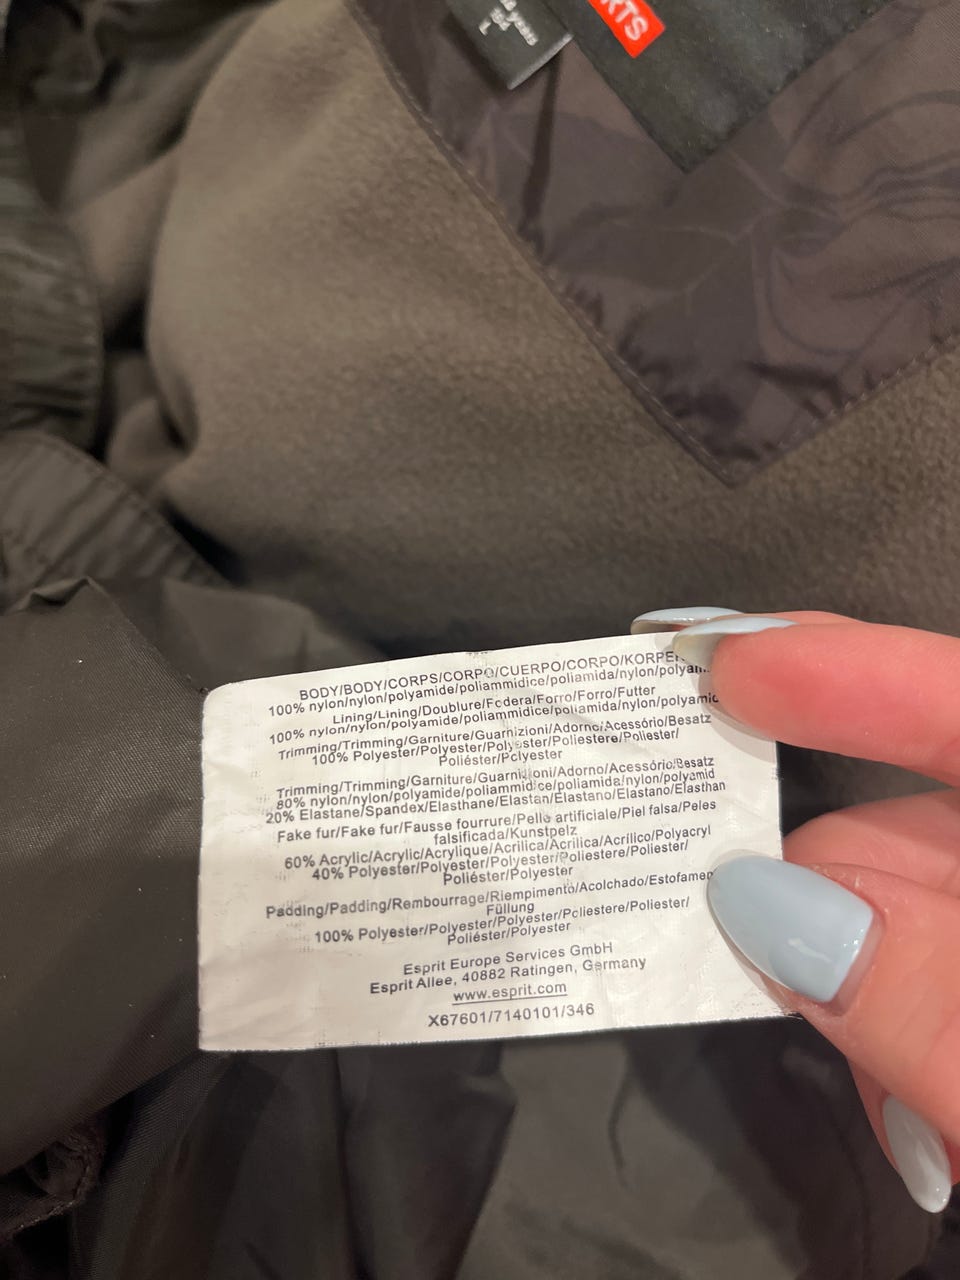 RTS
L
BODY/BODY/CORPS/CORPO/CUERPO/CORPO/KORPER
100% nylon/nylon/polyamide/poliammidice/poliamida/nylon/polyam
Lining/Lining/Doublure/Fodera/Forro/Forro/Futter
100% nylon/nylon/polyamide/poliammidice/poliamida/nylon/polyamid
Trimming/Trimming/Garniture/Guarnizioni/Adorno/Acessório/Besatz
100% Polyester/Polyester/Polyester/Poliestere/Poliester/
Poliéster/Polyester
Trimming/Trimming/Garniture/Guarnizioni/Adorno/Acessório/Besatz
80% nylon/nylon/polyamide/poliammidice/poliamida/nylon/polyamid
20% Elastane/Spandex/Elasthane/Elastan/Elastano/Elastano/Elasthan
Fake fur/Fake fur/Fausse fourrure/Pelle artificiale/Piel falsa/Peles
falsificada/Kunstpelz
60% Acrylic/Acrylic/Acrylique/Acrilica/Acrilica/Acrílico/Polyacryl
40% Polyester/Polyester/Polyester/Poliestere/Poliester/
Poliéster/Polyester
Padding/Padding/Rembourrage/Riempimento/Acolchado/Estofamen
Füllung
100% Polyester/Polyester/Polyester/Poliestere/Poliester/
Poliéster/Polyester
Esprit Europe Services GmbH
Esprit Allee, 40882 Ratingen, Germany
www.esprit.com
X67601/7140101/346